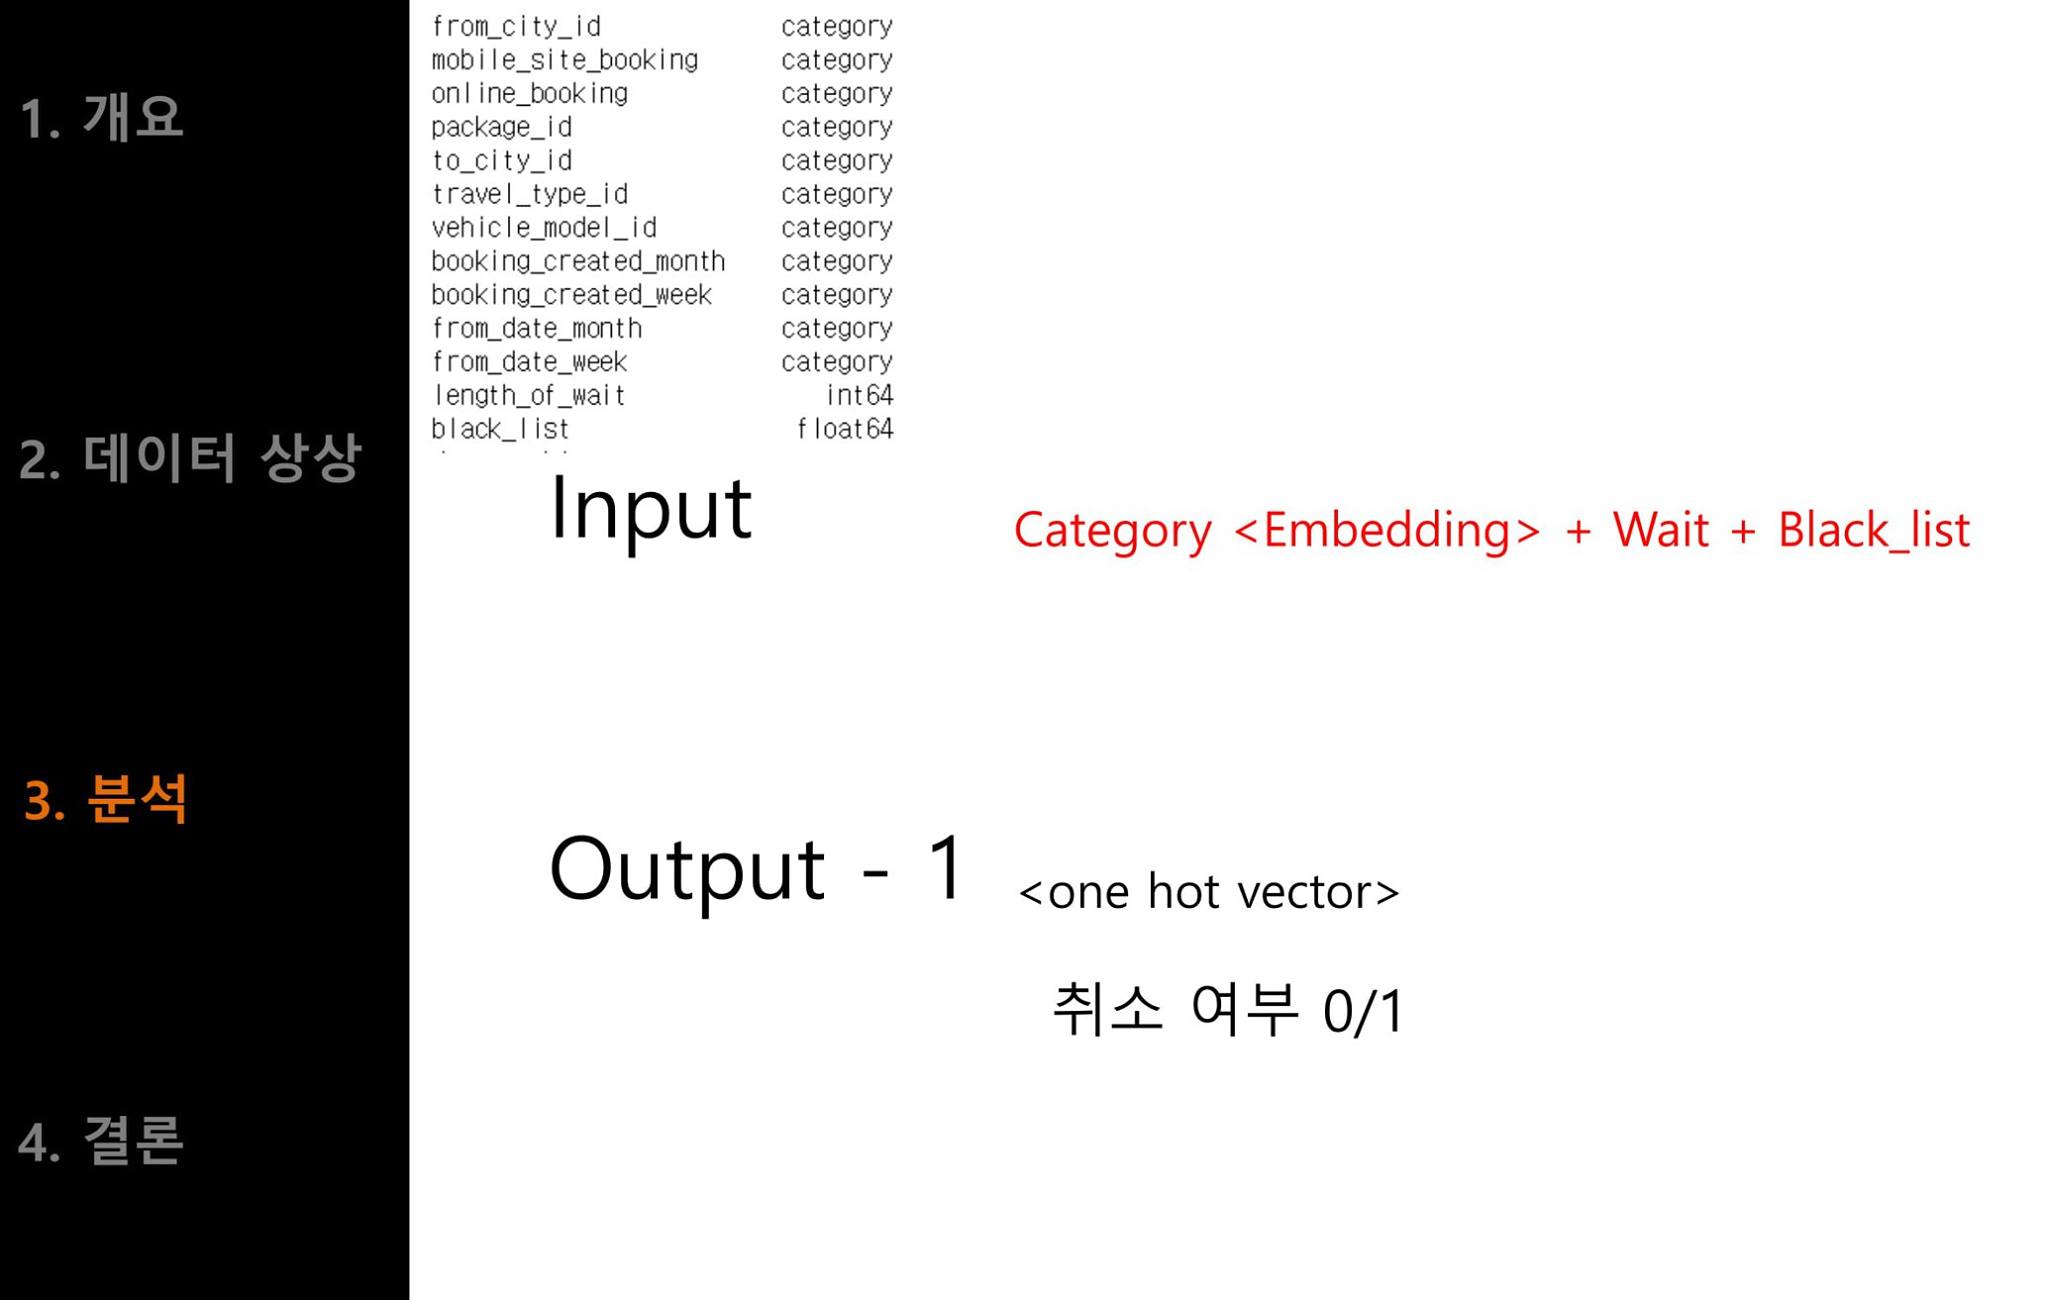 1. 개요
2. 데이터 상상
3. 분석
4. 결론
from_city_id category
mobile_site_booking category
online_booking category
package_id category
to_city_id category
travel_type_id category
vehicle_model_id category
booking_created_month category
booking_created_week category
from_date_month category
from_date_week category
length_of_wait int64
black_list float64
Input
Category <Embedding> + Wait + Black_list
Output - 1 <one hot vector>
취소 여부 0/1